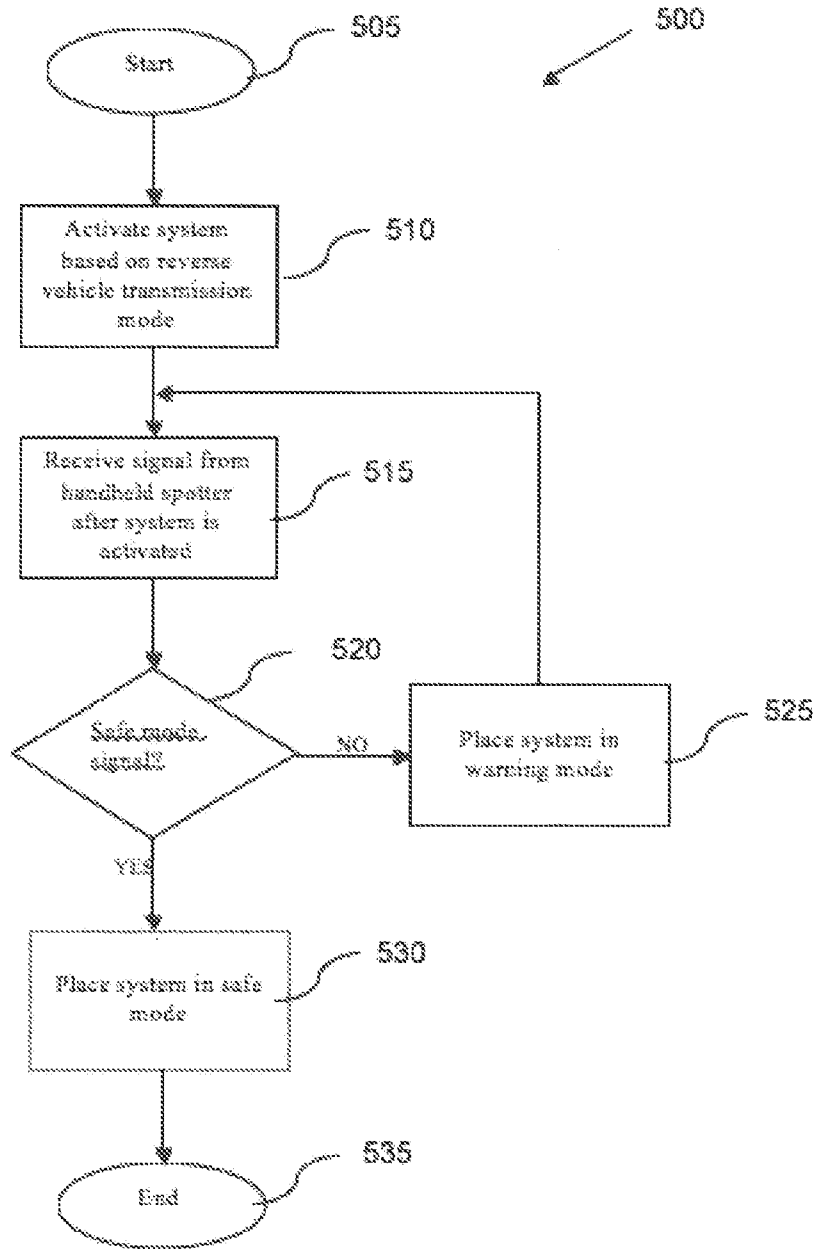 500
505
Start
510
Activate system
based on reverse
vehicle transmission
mode
515
Receive signal from
handheld spotter
after system is
activated
520
Safe mode
signal?
NO
525
Place system in
warning mode
YES
530
Place system in safe
mode
535
End